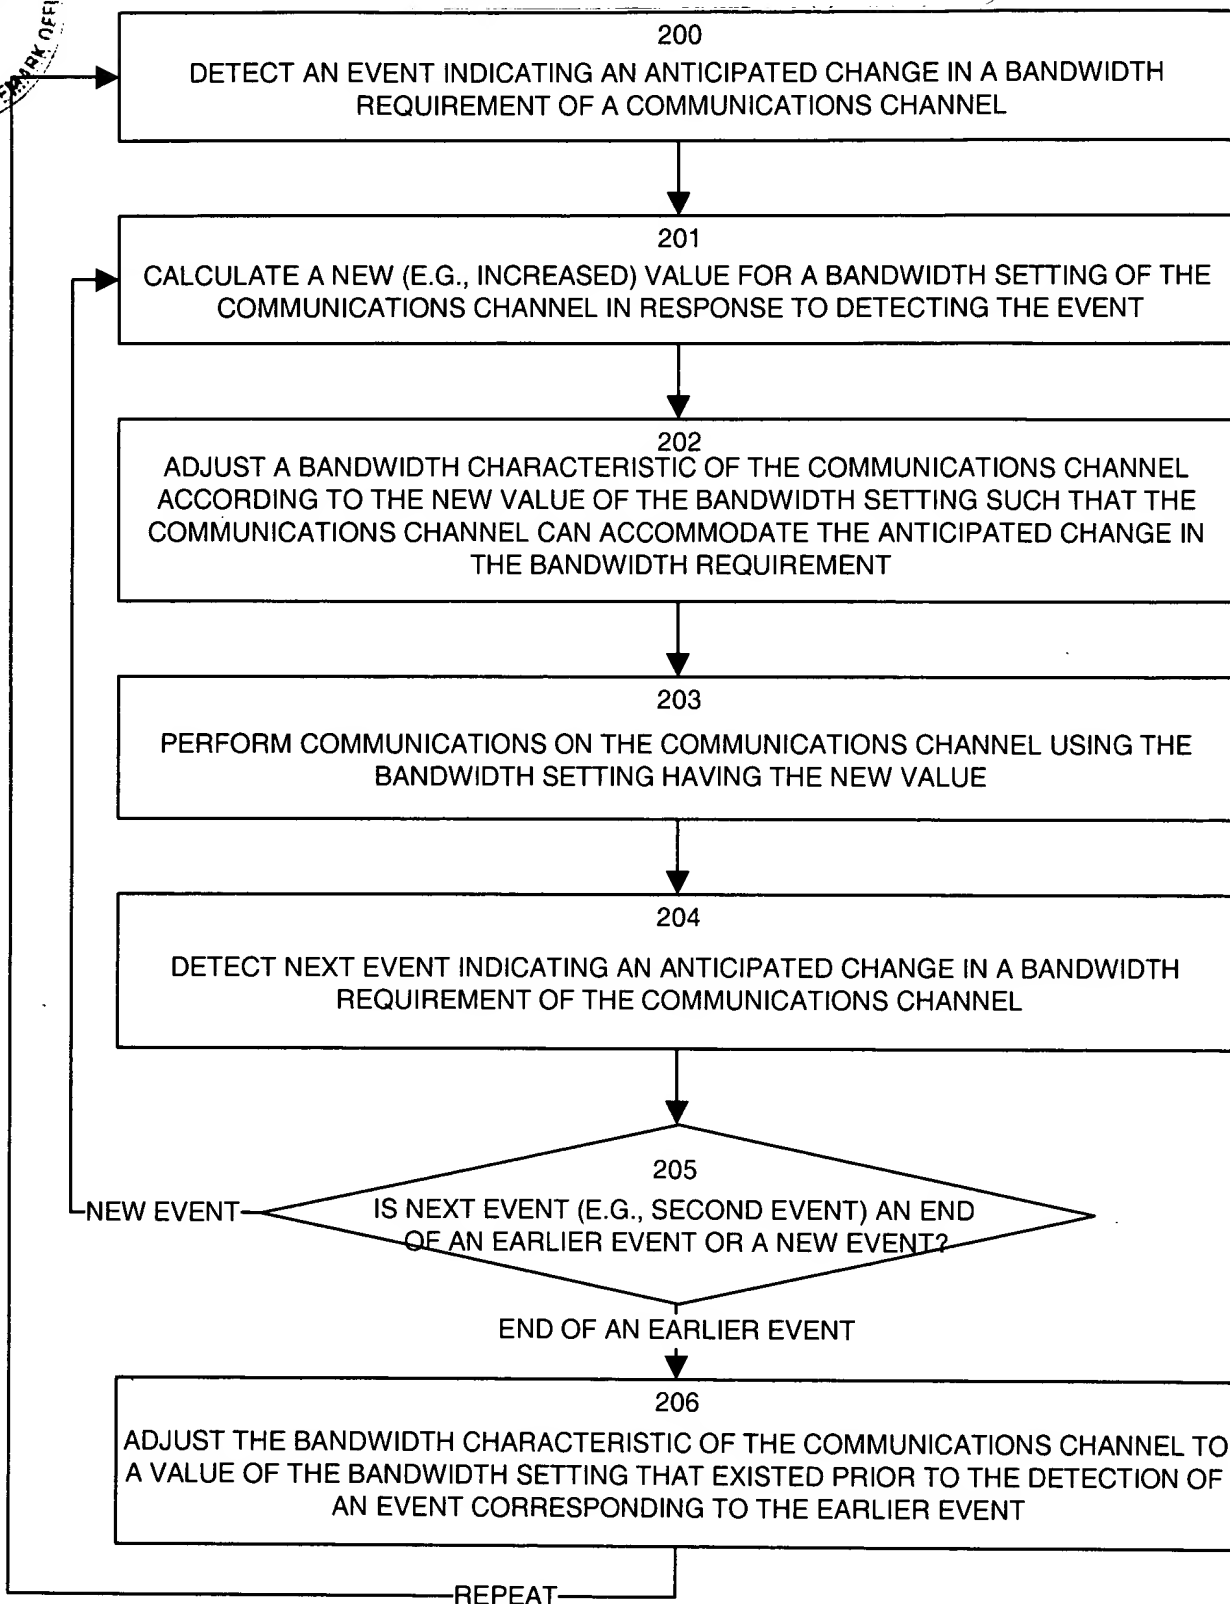 200
DETECT AN EVENT INDICATING AN ANTICIPATED CHANGE IN A BANDWIDTH
REQUIREMENT OF A COMMUNICATIONS CHANNEL
201
CALCULATE A NEW (E.G., INCREASED) VALUE FOR A BANDWIDTH SETTING OF THE
COMMUNICATIONS CHANNEL IN RESPONSE TO DETECTING THE EVENT
202
ADJUST A BANDWIDTH CHARACTERISTIC OF THE COMMUNICATIONS CHANNEL
ACCORDING TO THE NEW VALUE OF THE BANDWIDTH SETTING SUCH THAT THE
COMMUNICATIONS CHANNEL CAN ACCOMMODATE THE ANTICIPATED CHANGE IN
THE BANDWIDTH REQUIREMENT
203
PERFORM COMMUNICATIONS ON THE COMMUNICATIONS CHANNEL USING THE
BANDWIDTH SETTING HAVING THE NEW VALUE
204
DETECT NEXT EVENT INDICATING AN ANTICIPATED CHANGE IN A BANDWIDTH
REQUIREMENT OF THE COMMUNICATIONS CHANNEL
205
IS NEXT EVENT (E.G., SECOND EVENT) AN END
OF AN EARLIER EVENT OR A NEW EVENT?
NEW EVENT
END OF AN EARLIER EVENT
206
ADJUST THE BANDWIDTH CHARACTERISTIC OF THE COMMUNICATIONS CHANNEL TO
A VALUE OF THE BANDWIDTH SETTING THAT EXISTED PRIOR TO THE DETECTION OF
AN EVENT CORRESPONDING TO THE EARLIER EVENT
REPEAT